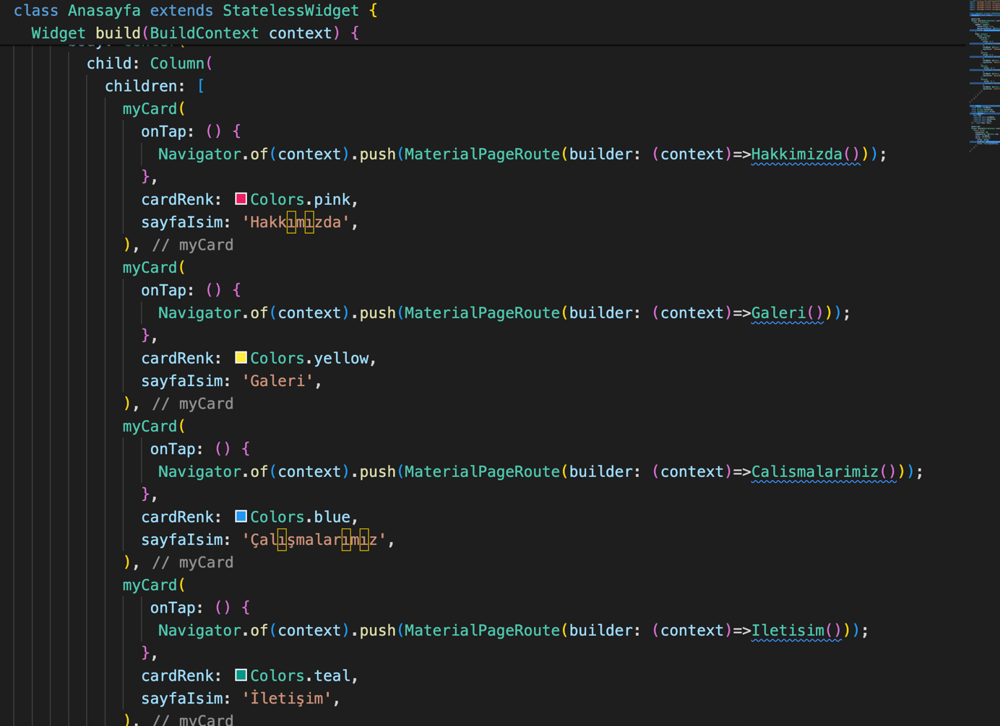 class Anasayfa extends StatelessWidget {
Widget build(BuildContext context) {
child: Column(
children: [
myCard(
onTap: () {
Navigator.of(context).push(MaterialPageRoute(builder: (context)=>Hakkimizda()));
},
cardRenk: Colors.pink,
sayfaIsim: 'Hakkımızda',
), // myCard
myCard(
onTap: () {
Navigator.of(context).push(MaterialPageRoute(builder: (context)=>Galeri()));
},
cardRenk: Colors.yellow,
sayfaIsim: 'Galeri',
), // myCard
myCard(
onTap: () {
Navigator.of(context).push(MaterialPageRoute(builder: (context)=>Calismalarimiz()));
},
cardRenk: Colors.blue,
sayfaIsim: 'Çalışmalarımız',
), // myCard
myCard(
onTap: () {
Navigator.of(context).push(MaterialPageRoute(builder: (context)=>Iletisim()));
},
cardRenk: Colors.teal,
sayfaIsim: 'İletişim',
), // myCard